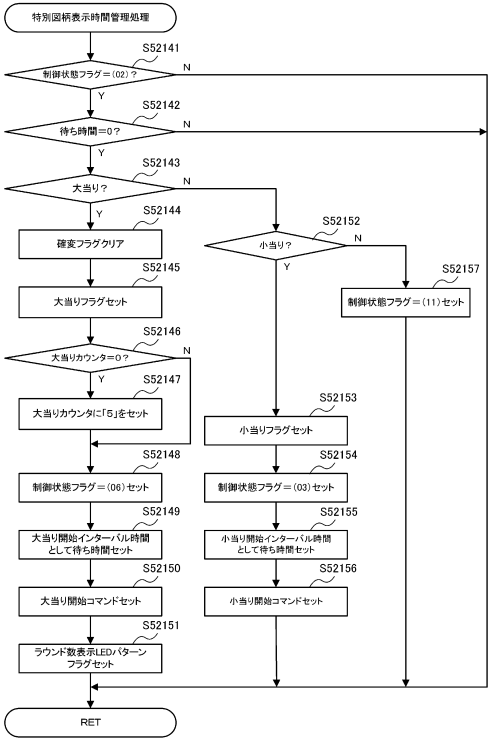 特別図柄表示時間管理処理
S52141
制御状態フラグ=(02)?
N
Y
S52142
待ち時間=0?
N
Y
S52143
大当り?
N
Y
S52144
確変フラグクリア
S52145
大当りフラグセット
S52146
大当りカウンタ=0?
N
Y
S52147
大当りカウンタに「5」をセット
S52148
制御状態フラグ=(06)セット
S52149
大当り開始インターバル時間
として待ち時間セット
S52150
大当り開始コマンドセット
S52151
ラウンド数表示LEDパターン
フラグセット
S52152
小当り?
N
Y
S52153
小当りフラグセット
S52154
制御状態フラグ=(03)セット
S52155
小当り開始インターバル時間
として待ち時間セット
S52156
小当り開始コマンドセット
S52157
制御状態フラグ=(11)セット
RET